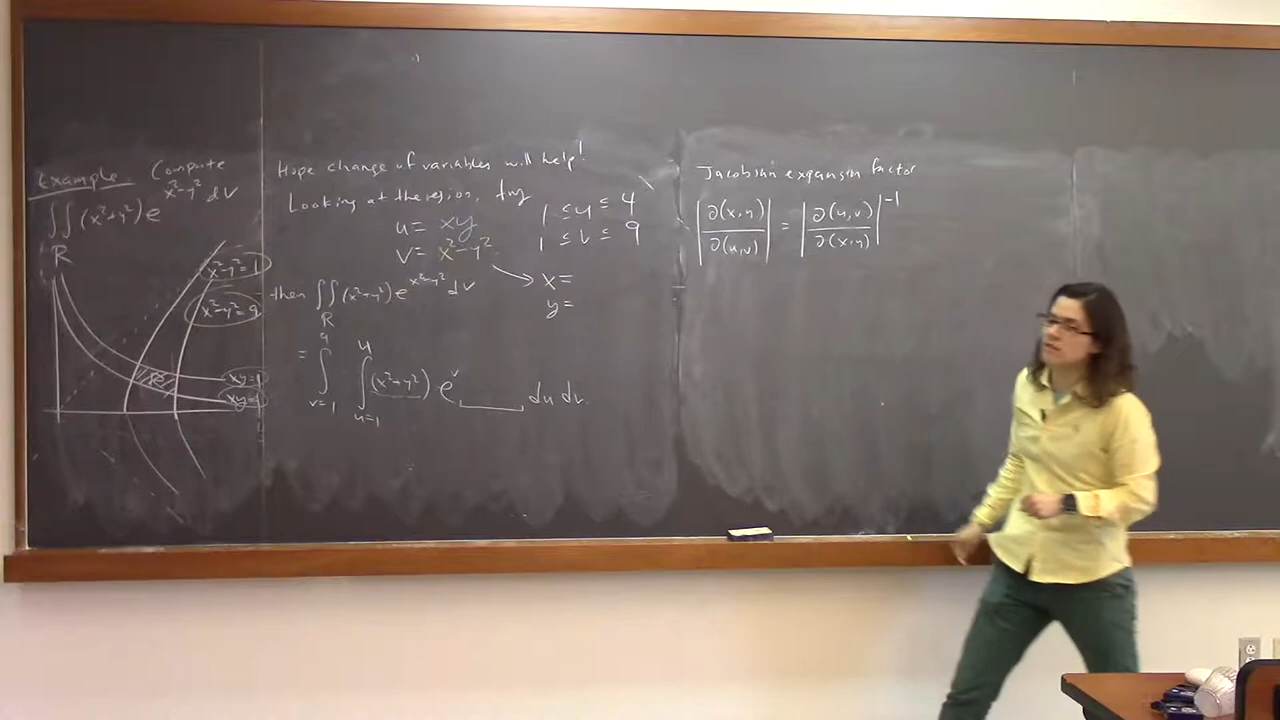 Example. Compute
∬ (x²+y²) e^{x²-y²} dV
R
x²-y²=1
x²-y²=9
xy=1
Hope change of variables will help!
Looking at the region, try
u = xy 1 ≤ u ≤ 4
v = x²-y² 1 ≤ v ≤ 9
x =
y =
then ∬ (x²+y²) e^{x²-y²} dV
R
= ∫_{v=1}^{9} ∫_{u=1}^{4} (x²+y²) e^v ____ du dv.
Jacobian expansion factor
|∂(x,y)/∂(u,v)| = |∂(u,v)/∂(x,y)|^{-1}